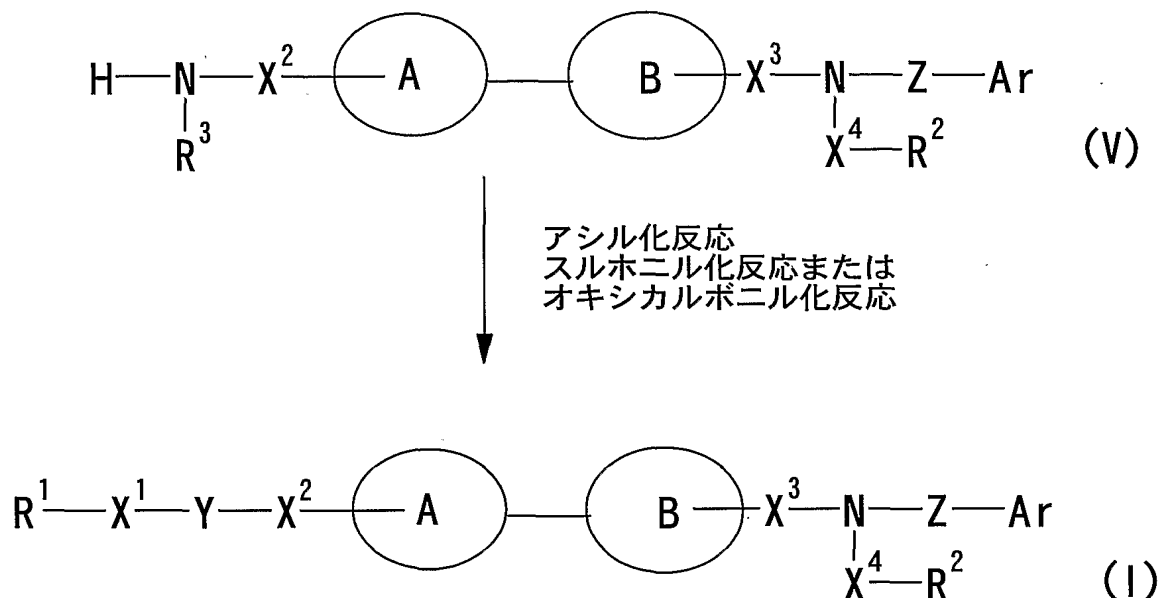 H—N—X²—A—B—X³—N—Z—Ar
R³ X⁴—R² (V)
アシル化反応
スルホニル化反応または
オキシカルボニル化反応
R¹—X¹—Y—X²—A—B—X³—N—Z—Ar
X⁴—R² (I)